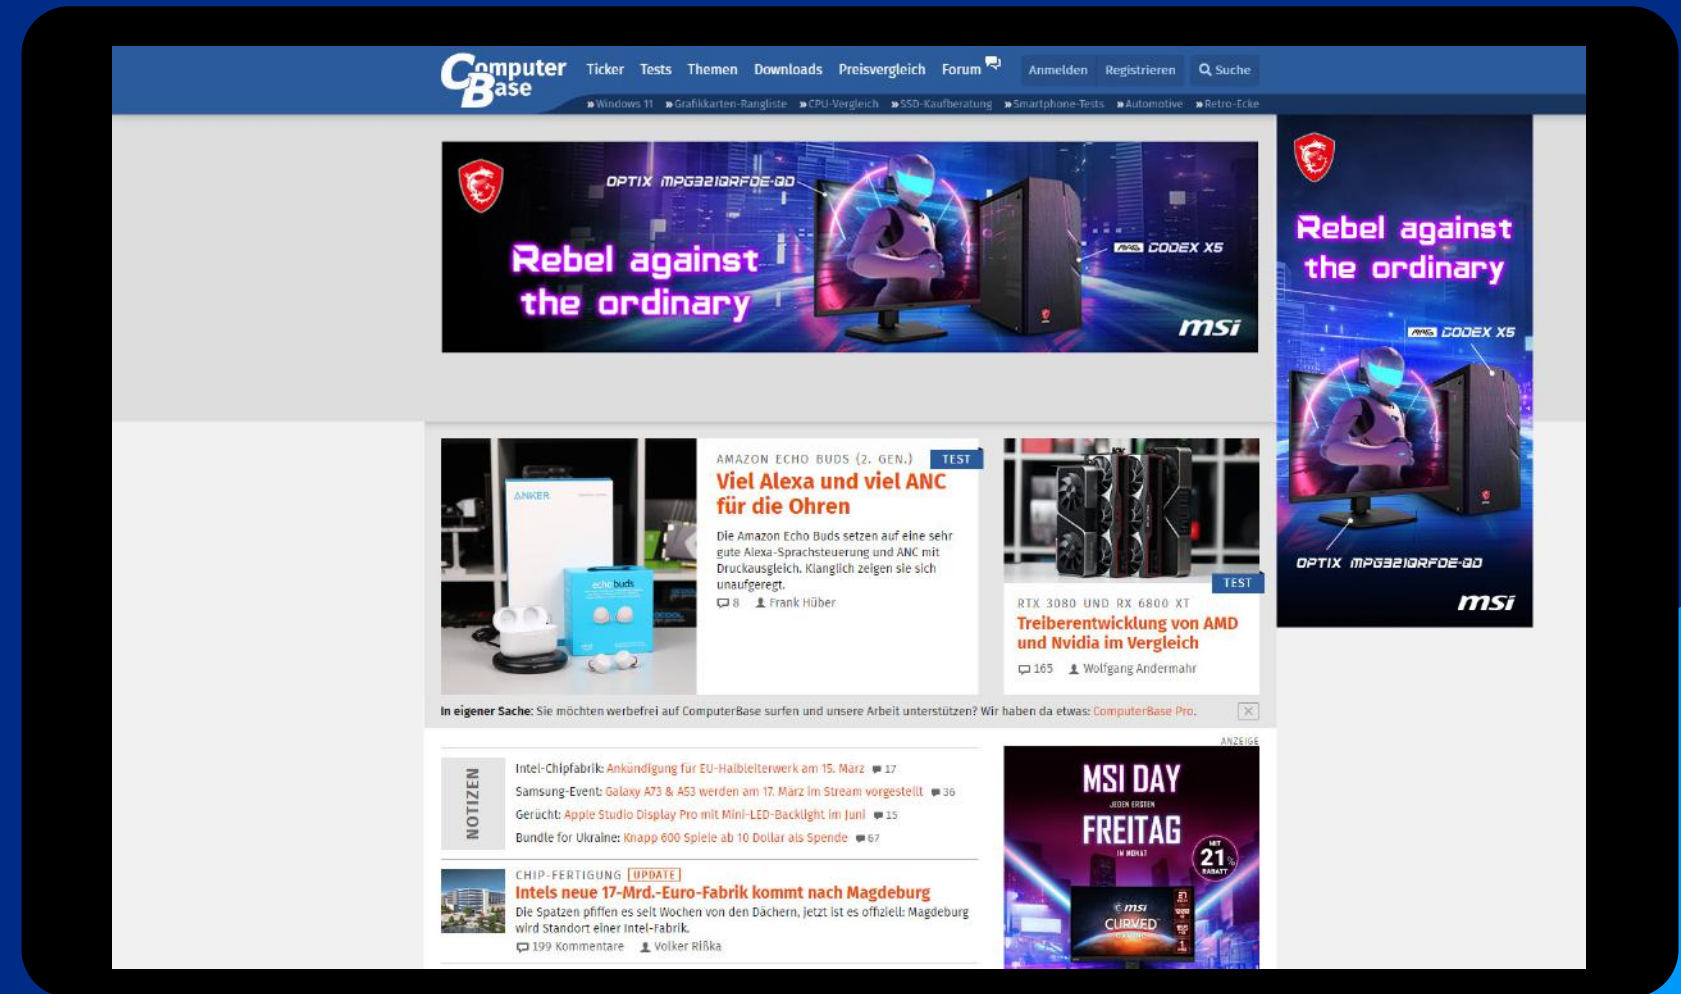 Computer Base
Ticker Tests Themen Downloads Preisvergleich Forum Anmelden Registrieren Suche
»Windows 11 »Grafikkarten-Rangliste »CPU-Vergleich »SSD-Kaufberatung »Smartphone-Tests »Automotive »Retro-Ecke
OPTIX MPG321QRFDE-QD
Rebel against
the ordinary
MAG CODEX X5
msi
Rebel against
the ordinary
MAG CODEX X5
OPTIX MPG321QRFDE-QD
msi
ANKER
echo buds
AMAZON ECHO BUDS (2. GEN.) TEST
Viel Alexa und viel ANC
für die Ohren
Die Amazon Echo Buds setzen auf eine sehr
gute Alexa-Sprachsteuerung und ANC mit
Druckausgleich. Klanglich zeigen sie sich
unaufgeregt.
8 Frank Hüber
TEST
RTX 3080 UND RX 6800 XT
Treiberentwicklung von AMD
und Nvidia im Vergleich
165 Wolfgang Andermahr
In eigener Sache: Sie möchten werbefrei auf ComputerBase surfen und unsere Arbeit unterstützen? Wir haben da etwas: ComputerBase Pro.
ANZEIGE
NOTIZEN
Intel-Chipfabrik: Ankündigung für EU-Halbleiterwerk am 15. März 17
Samsung-Event: Galaxy A73 & A53 werden am 17. März im Stream vorgestellt 36
Gerücht: Apple Studio Display Pro mit Mini-LED-Backlight im Juni 15
Bundle for Ukraine: Knapp 600 Spiele ab 10 Dollar als Spende 67
CHIP-FERTIGUNG UPDATE
Intels neue 17-Mrd.-Euro-Fabrik kommt nach Magdeburg
Die Spatzen pfiffen es seit Wochen von den Dächern, jetzt ist es offiziell: Magdeburg
wird Standort einer Intel-Fabrik.
199 Kommentare Volker Rißka
MSI DAY
JEDEN ERSTEN
FREITAG
IM MONAT
MIT
21%
RABATT
msi
CURVED